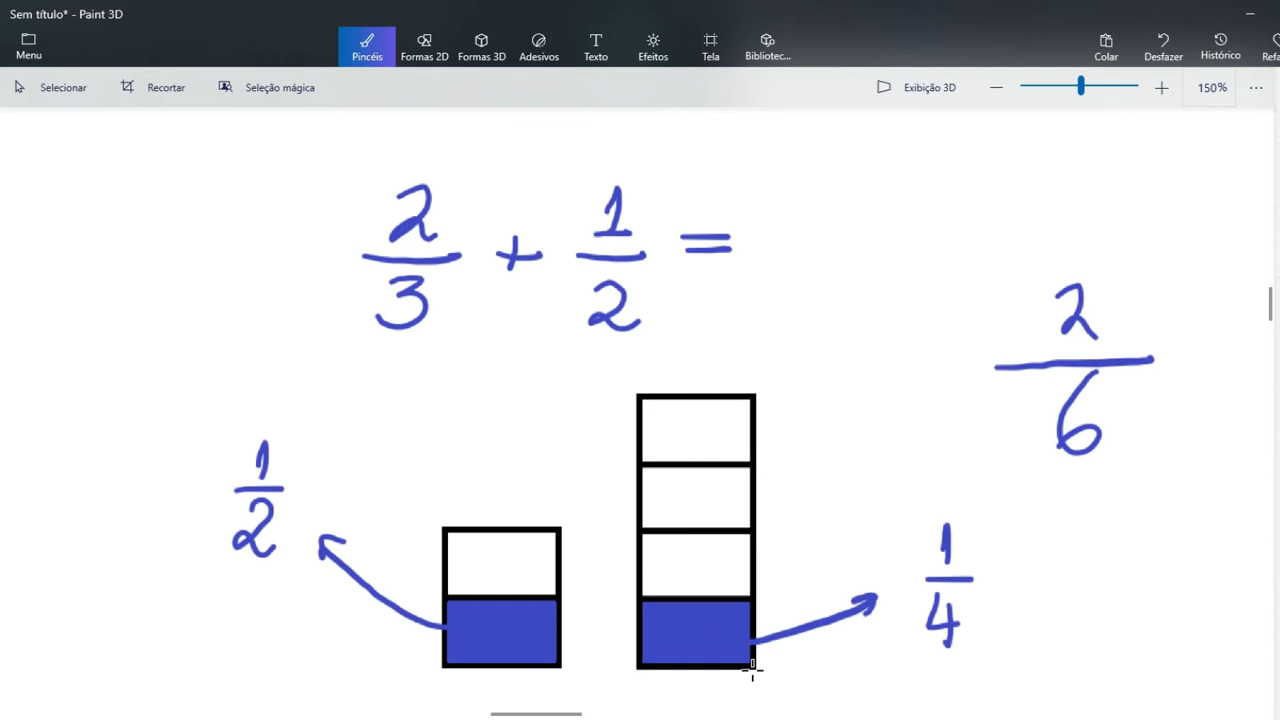 Sem título* - Paint 3D
Menu
Pincéis
Formas 2D
Formas 3D
Adesivos
Texto
Efeitos
Tela
Bibliotec...
Colar
Desfazer
Histórico
Refa
Selecionar
Recortar
Seleção mágica
Exibição 3D
150%
2/3 + 1/2 =
2/6
1/2
1/4